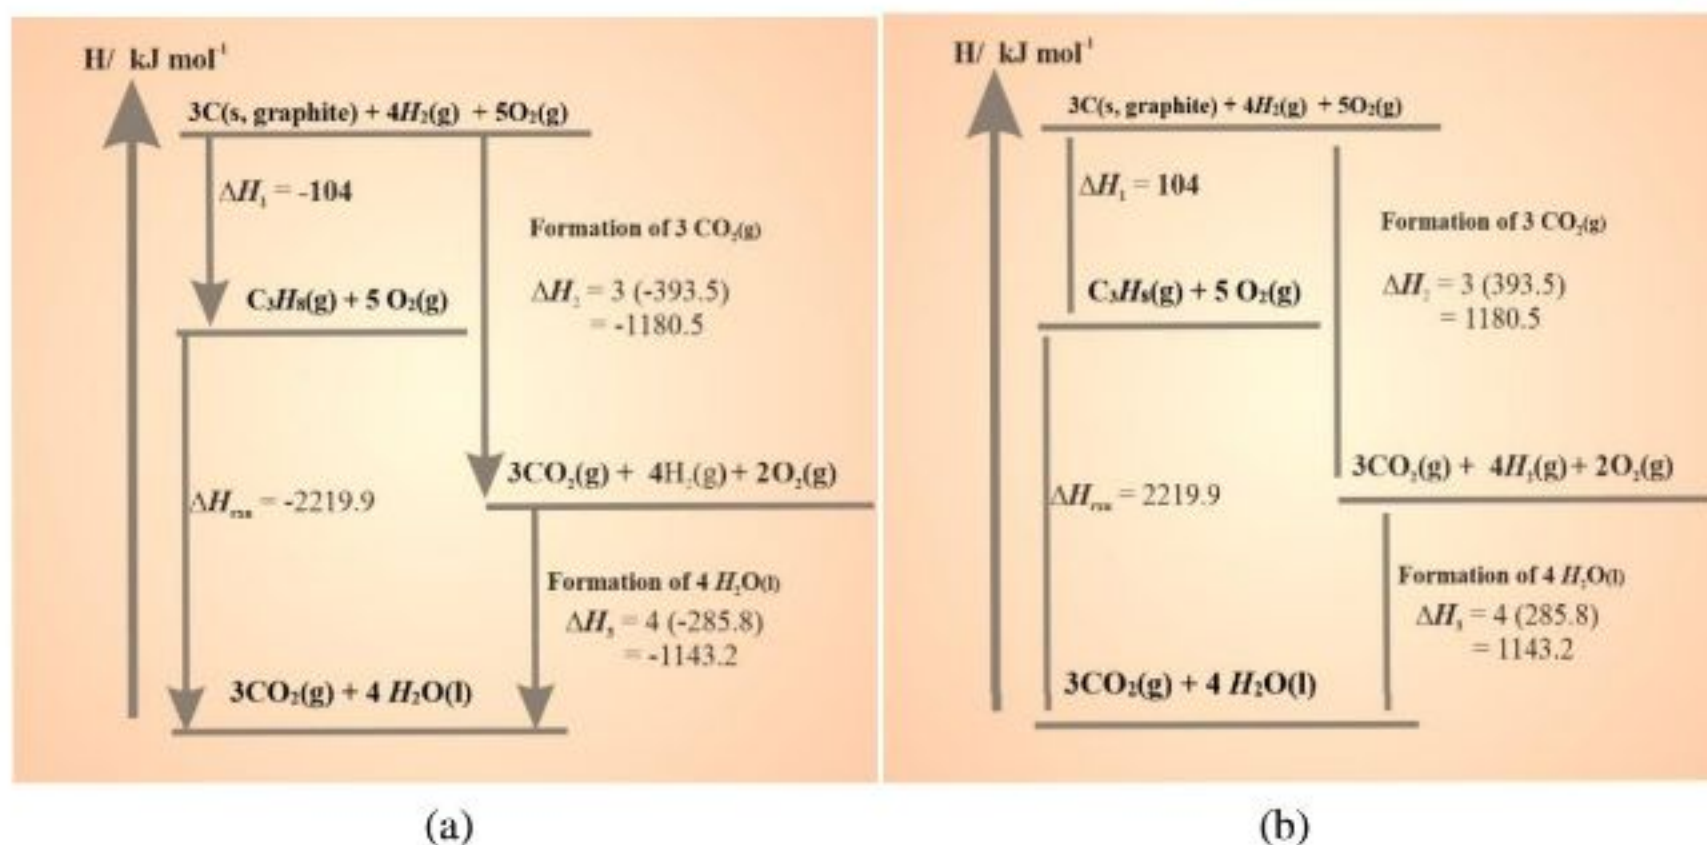 H/ kJ mol⁻¹
3C(s, graphite) + 4H₂(g) + 5O₂(g)
ΔH₁ = -104
Formation of 3 CO₂(g)
ΔH₂ = 3 (-393.5)
= -1180.5
C₃H₈(g) + 5 O₂(g)
3CO₂(g) + 4H₂(g) + 2O₂(g)
ΔHᵣₓₙ = -2219.9
Formation of 4 H₂O(l)
ΔH₃ = 4 (-285.8)
= -1143.2
3CO₂(g) + 4 H₂O(l)
(a)
H/ kJ mol⁻¹
3C(s, graphite) + 4H₂(g) + 5O₂(g)
ΔH₁ = 104
Formation of 3 CO₂(g)
ΔH₂ = 3 (393.5)
= 1180.5
C₃H₈(g) + 5 O₂(g)
3CO₂(g) + 4H₂(g) + 2O₂(g)
ΔHᵣₓₙ = 2219.9
Formation of 4 H₂O(l)
ΔH₃ = 4 (285.8)
= 1143.2
3CO₂(g) + 4 H₂O(l)
(b)